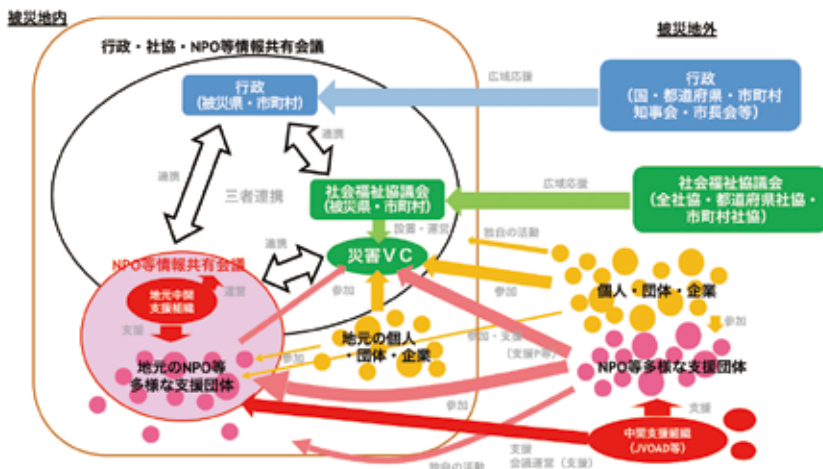 被災地内
被災地外
行政・社協・NPO等情報共有会議
行政
(被災県・市町村)
広域応援
行政
(国・都道府県・市町村
知事会・市長会等)
連携
連携
三者連携
社会福祉協議会
(被災県・市町村)
広域応援
社会福祉協議会
(全社協・都道府県社協・
市町村社協)
設置・運営
独自の活動
連携
災害VC
NPO等情報共有会議
運営
地元中間
支援組織
支援
参加
参加
個人・団体・企業
参加
地元の個人
・団体・企業
参加・支援
(支援P等)
参加
地元のNPO等
多様な支援団体
NPO等多様な支援団体
参加
支援
中間支援組織
(JVOAD等)
支援
会議運営(支援)
独自の活動